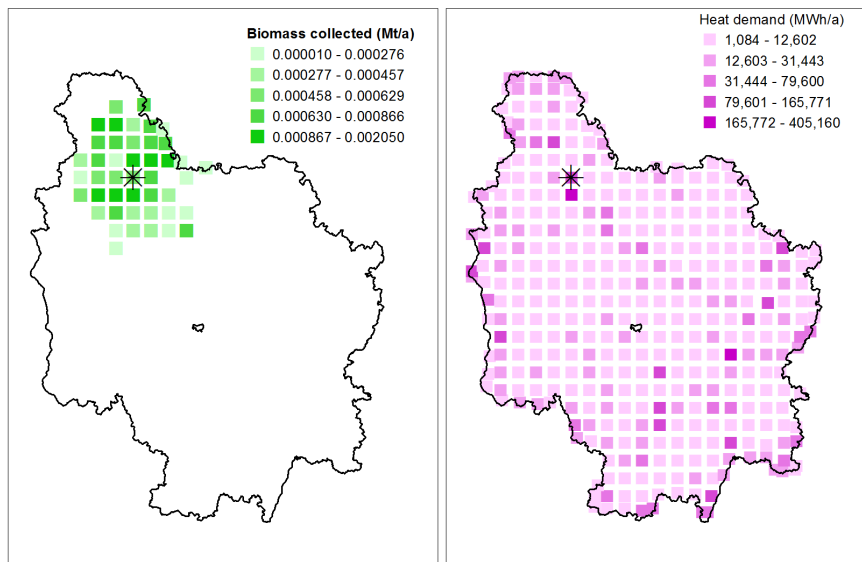 Biomass collected (Mt/a)
0.000010 - 0.000276
0.000277 - 0.000457
0.000458 - 0.000629
0.000630 - 0.000866
0.000867 - 0.002050
Heat demand (MWh/a)
1,084 - 12,602
12,603 - 31,443
31,444 - 79,600
79,601 - 165,771
165,772 - 405,160